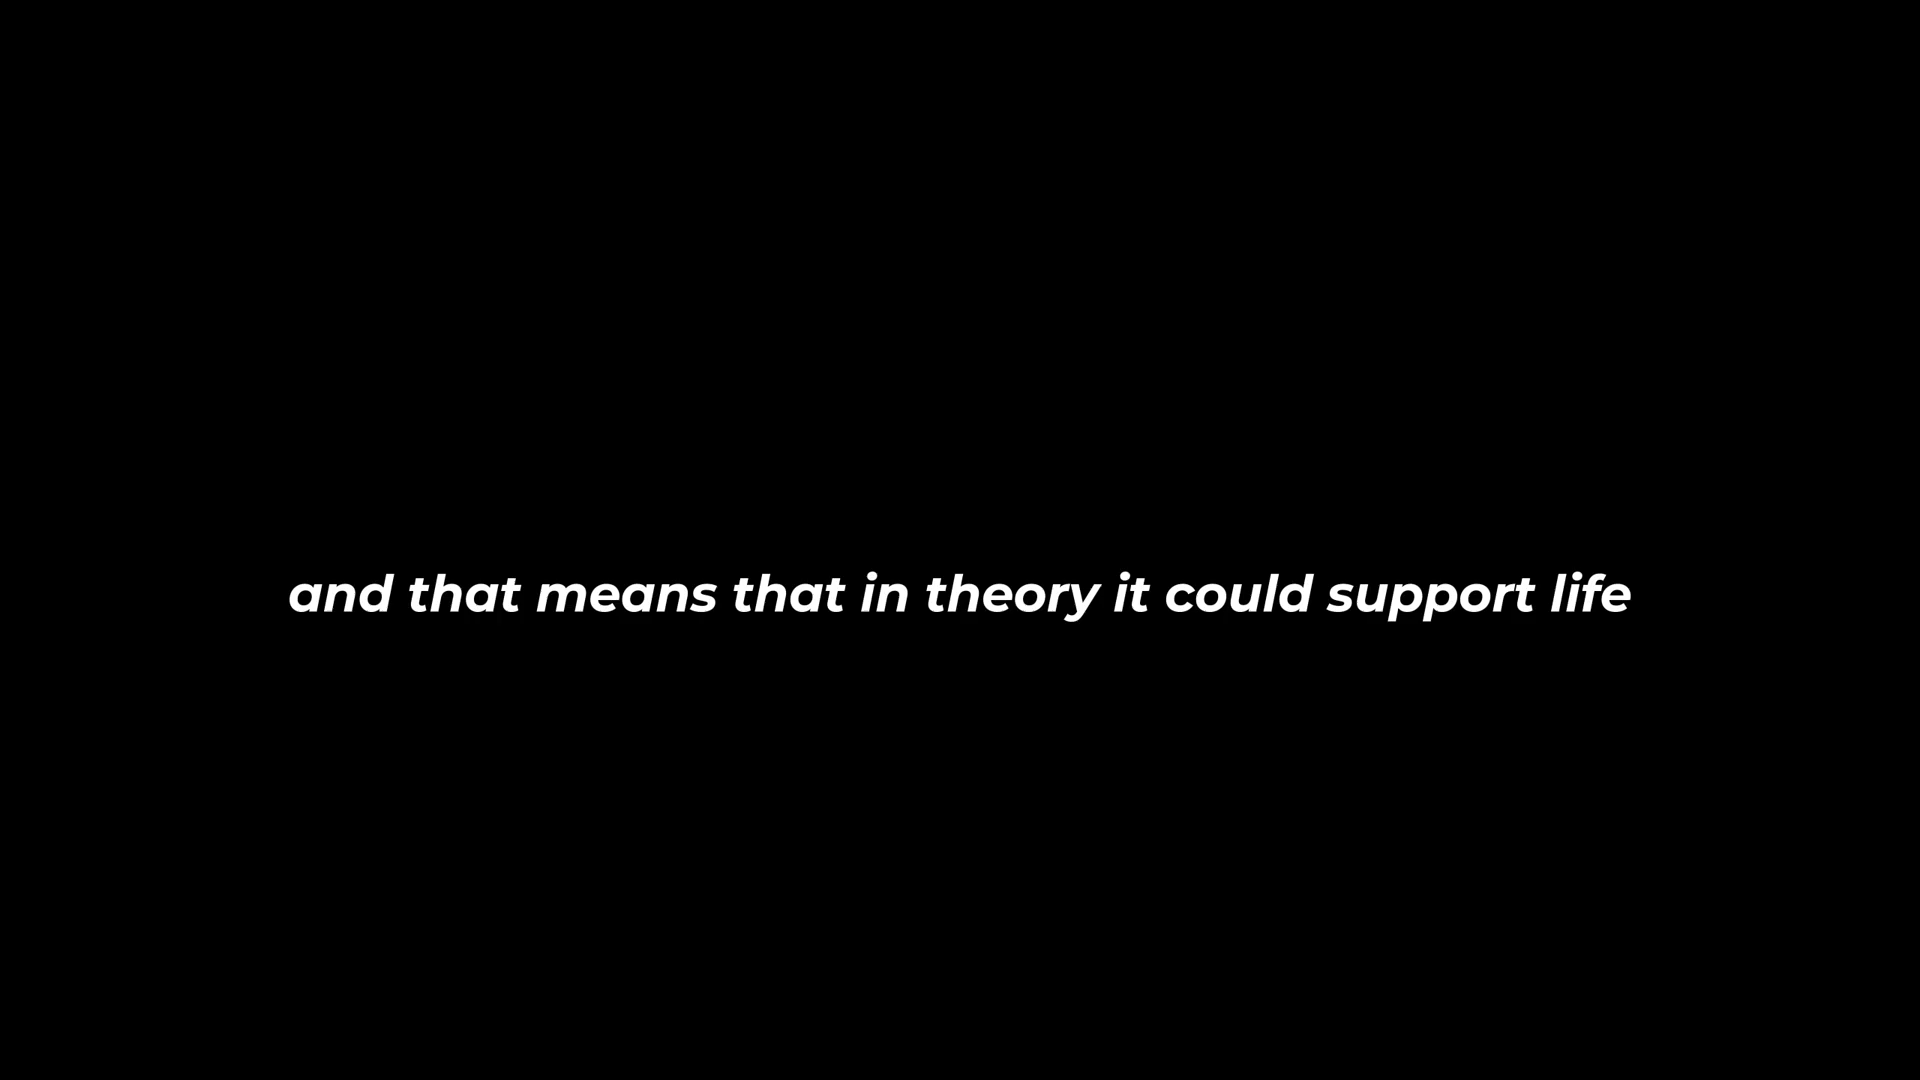 and that means that in theory it could support life